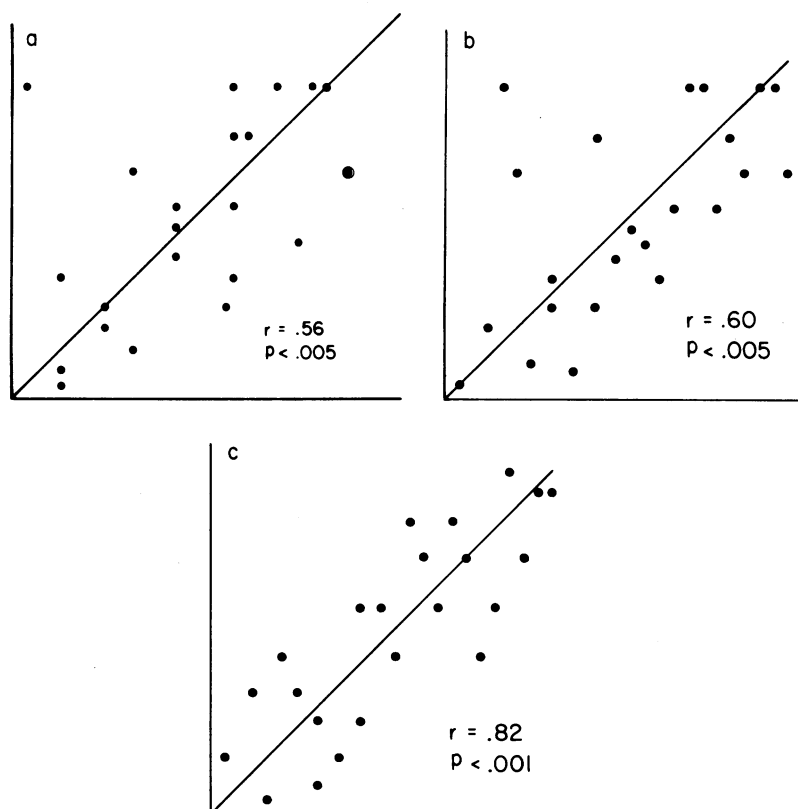 a
r = .56
p < .005
b
r = .60
p < .005
c
r = .82
p < .001